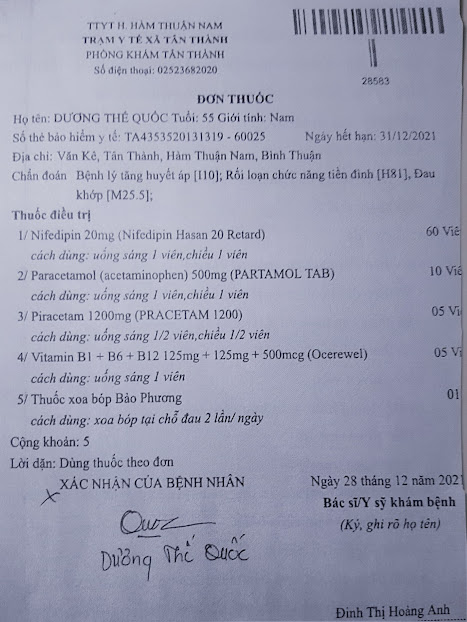 TTYT H. HÀM THUẬN NAM
TRẠM Y TẾ XÃ TÂN THÀNH
PHÒNG KHÁM TÂN THÀNH
Số điện thoại: 02523682020
28583
ĐƠN THUỐC
Họ tên: DƯƠNG THẾ QUỐC Tuổi: 55 Giới tính: Nam
Số thẻ bảo hiểm y tế: TA4353520131319 - 60025 Ngày hết hạn: 31/12/2021
Địa chỉ: Văn Kê, Tân Thành, Hàm Thuận Nam, Bình Thuận
Chẩn đoán Bệnh lý tăng huyết áp [I10]; Rối loạn chức năng tiền đình [H81], Đau
khớp [M25.5];
Thuốc điều trị
1/ Nifedipin 20mg (Nifedipin Hasan 20 Retard) 60 Viê
cách dùng: uống sáng 1 viên,chiều 1 viên
2/ Paracetamol (acetaminophen) 500mg (PARTAMOL TAB) 10 Viê
cách dùng: uống sáng 1 viên,chiều 1 viên
3/ Piracetam 1200mg (PRACETAM 1200) 05 Vi
cách dùng: uống sáng 1/2 viên,chiều 1/2 viên
4/ Vitamin B1 + B6 + B12 125mg + 125mg + 500mcg (Ocerewel) 05 Vi
cách dùng: uống sáng 1 viên
5/ Thuốc xoa bóp Bảo Phương 01
cách dùng: xoa bóp tại chỗ đau 2 lần/ ngày
Cộng khoản: 5
Lời dặn: Dùng thuốc theo đơn
XÁC NHẬN CỦA BỆNH NHÂN Ngày 28 tháng 12 năm 2021
x Bác sĩ/Y sỹ khám bệnh
(Ký, ghi rõ họ tên)
Quốc
Dương Thế Quốc
Đinh Thị Hoàng Anh